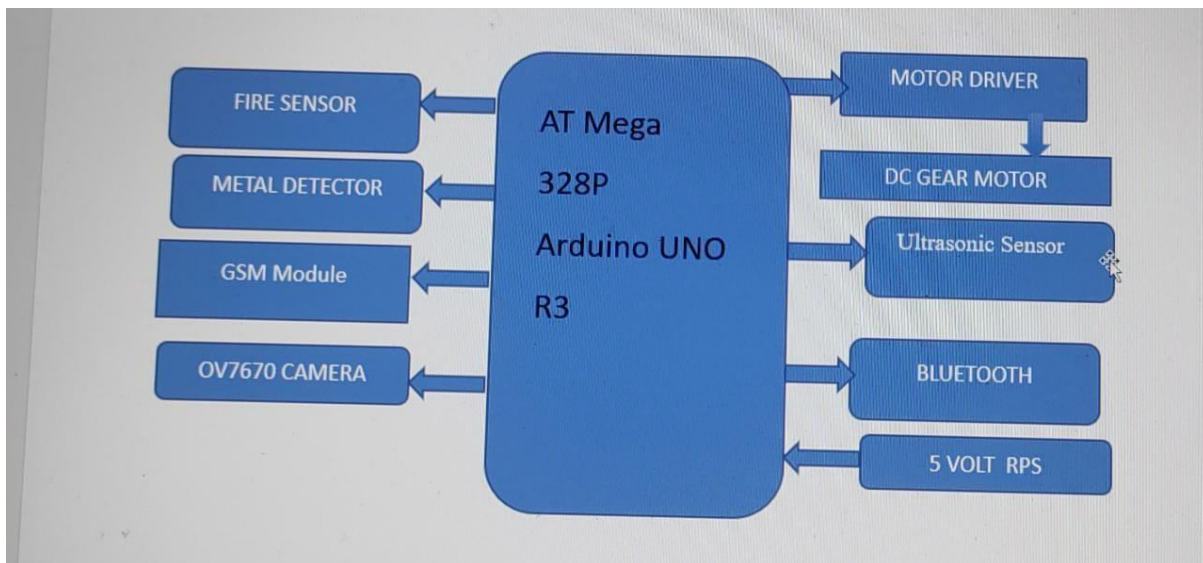 FIRE SENSOR
METAL DETECTOR
GSM Module
OV7670 CAMERA
AT Mega
328P
Arduino UNO
R3
MOTOR DRIVER
DC GEAR MOTOR
Ultrasonic Sensor
BLUETOOTH
5 VOLT RPS